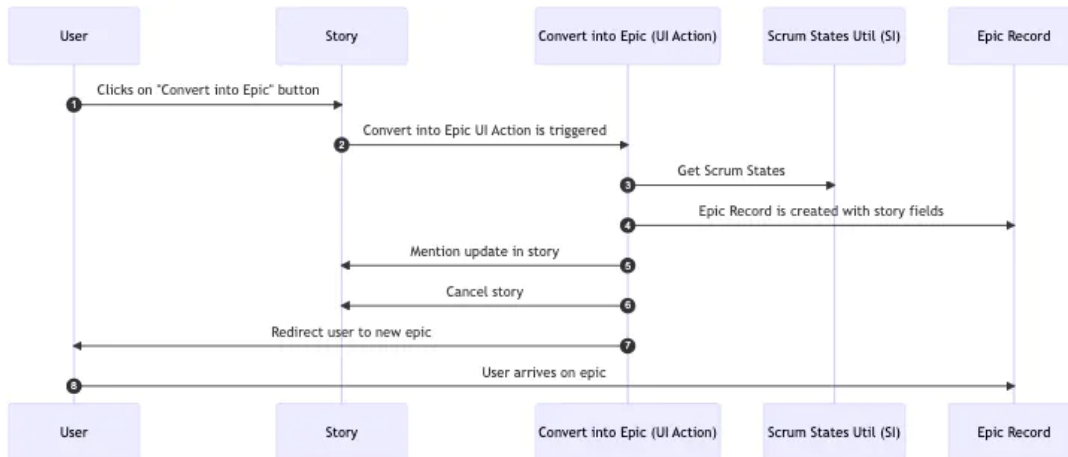 User
Story
Convert into Epic (UI Action)
Scrum States Util (SI)
Epic Record
1
Clicks on "Convert into Epic" button
2
Convert into Epic UI Action is triggered
3
Get Scrum States
4
Epic Record is created with story fields
Mention update in story
5
Cancel story
6
Redirect user to new epic
7
8
User arrives on epic
User
Story
Convert into Epic (UI Action)
Scrum States Util (SI)
Epic Record